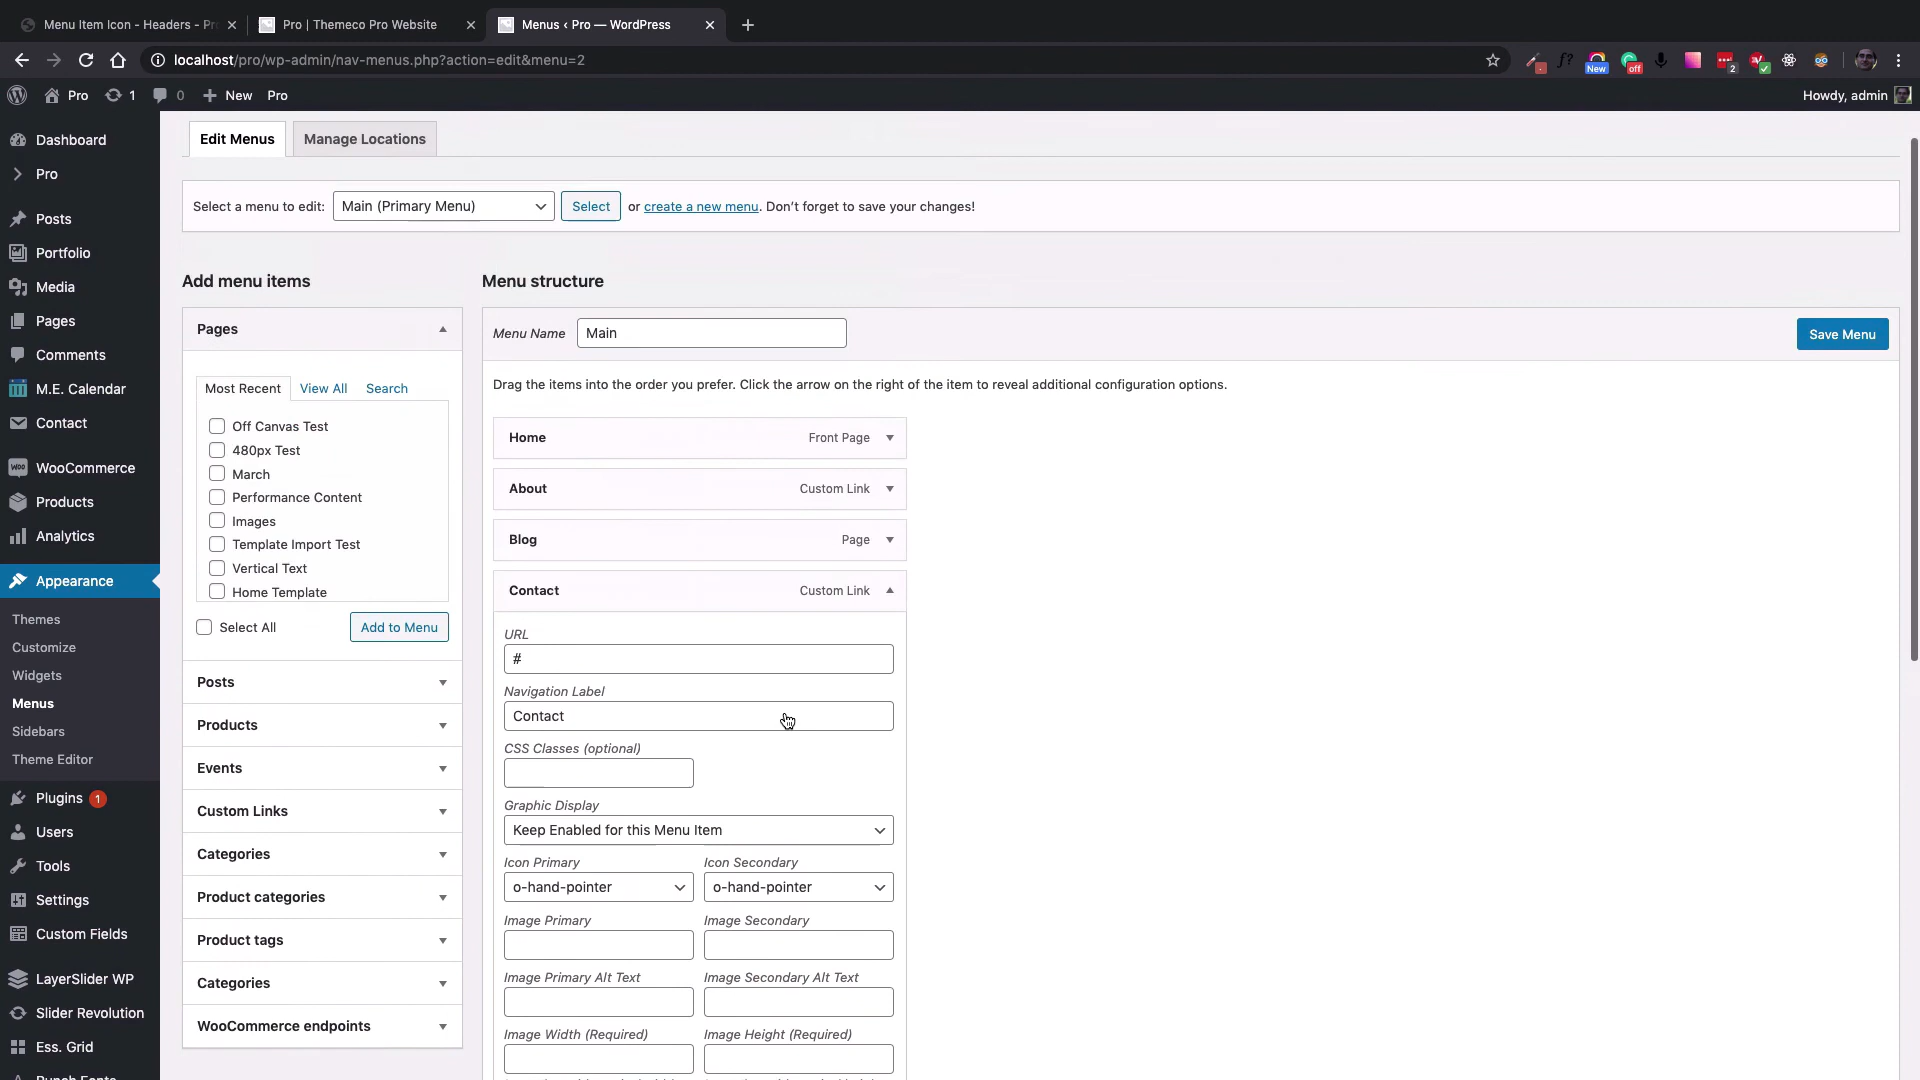 Menu Item Icon - Headers - Pr
Pro | Themeco Pro Website
Menus ‹ Pro — WordPress
localhost/pro/wp-admin/nav-menus.php?action=edit&menu=2
f?
New
off
2
Pro
1
0
New
Pro
Howdy, admin
Dashboard
Pro
Posts
Portfolio
Media
Pages
Comments
M.E. Calendar
Contact
WooCommerce
Products
Analytics
Appearance
Themes
Customize
Widgets
Menus
Sidebars
Theme Editor
Plugins 1
Users
Tools
Settings
Custom Fields
LayerSlider WP
Slider Revolution
Ess. Grid
Punch Fonts
Edit Menus
Manage Locations
Select a menu to edit: Main (Primary Menu) Select or create a new menu. Don’t forget to save your changes!
Add menu items
Pages
Most Recent View All Search
Off Canvas Test
480px Test
March
Performance Content
Images
Template Import Test
Vertical Text
Home Template
Select All Add to Menu
Posts
Products
Events
Custom Links
Categories
Product categories
Product tags
Categories
WooCommerce endpoints
Menu structure
Menu Name Main Save Menu
Drag the items into the order you prefer. Click the arrow on the right of the item to reveal additional configuration options.
Home Front Page
About Custom Link
Blog Page
Contact Custom Link
URL
#
Navigation Label
Contact
CSS Classes (optional)
Graphic Display
Keep Enabled for this Menu Item
Icon Primary Icon Secondary
o-hand-pointer o-hand-pointer
Image Primary Image Secondary
Image Primary Alt Text Image Secondary Alt Text
Image Width (Required) Image Height (Required)